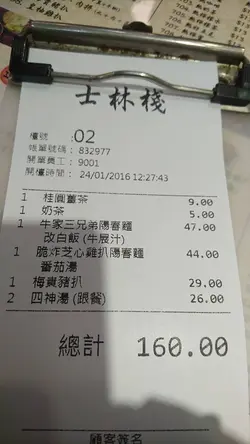 士林棧
檯號 : 02
帳單號碼： 832977
開單員工： 9001
開檯時間： 24/01/2016 12:27:43
1 桂圓薑茶 9.00
1 奶茶 5.00
1 牛家三兄弟陽春麵 47.00
改白飯 (牛展汁)
1 脆炸芝心雞扒陽春麵 44.00
番茄湯
1 梅東豬扒 29.00
2 四神湯 (跟餐) 26.00
總計 160.00
顧客簽名